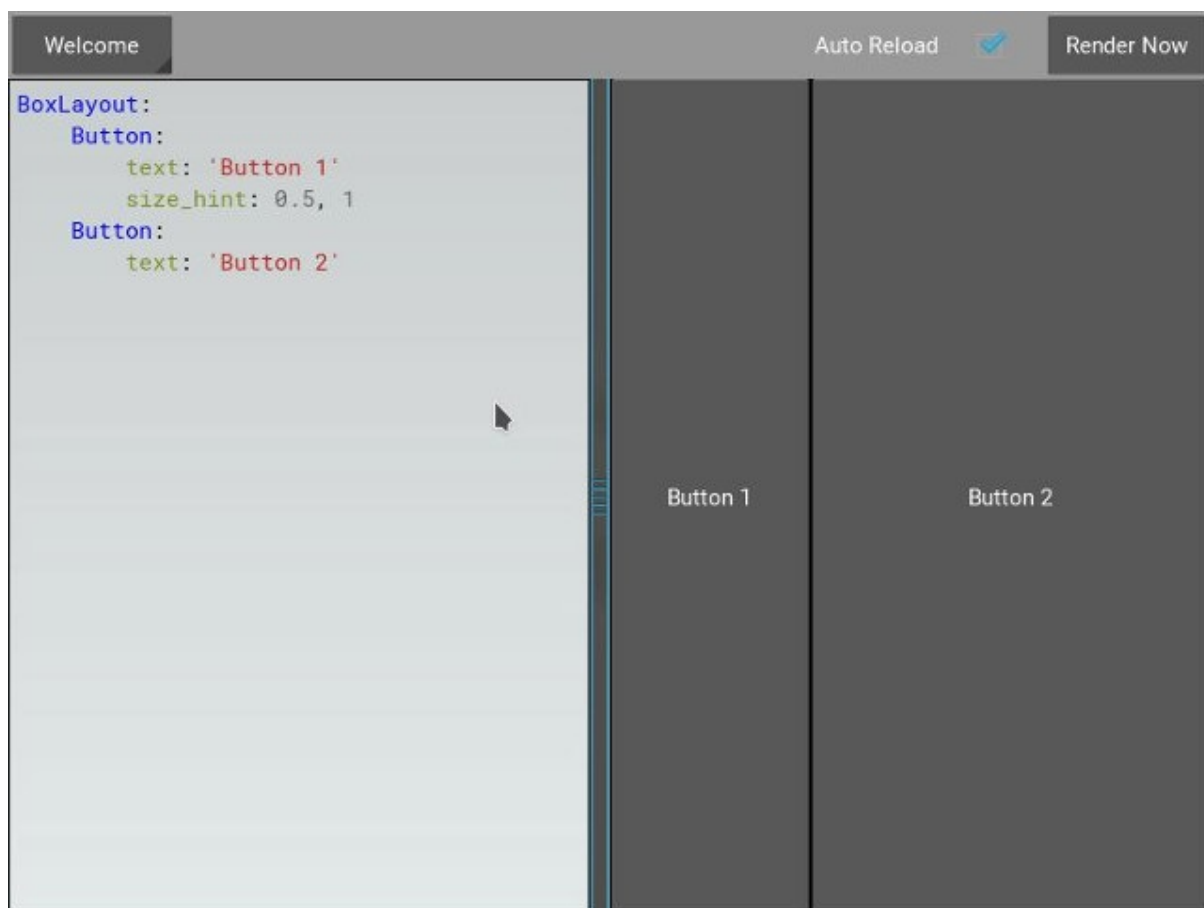 Welcome
Auto Reload
Render Now
BoxLayout:
    Button:
        text: 'Button 1'
        size_hint: 0.5, 1
    Button:
        text: 'Button 2'
Button 1
Button 2